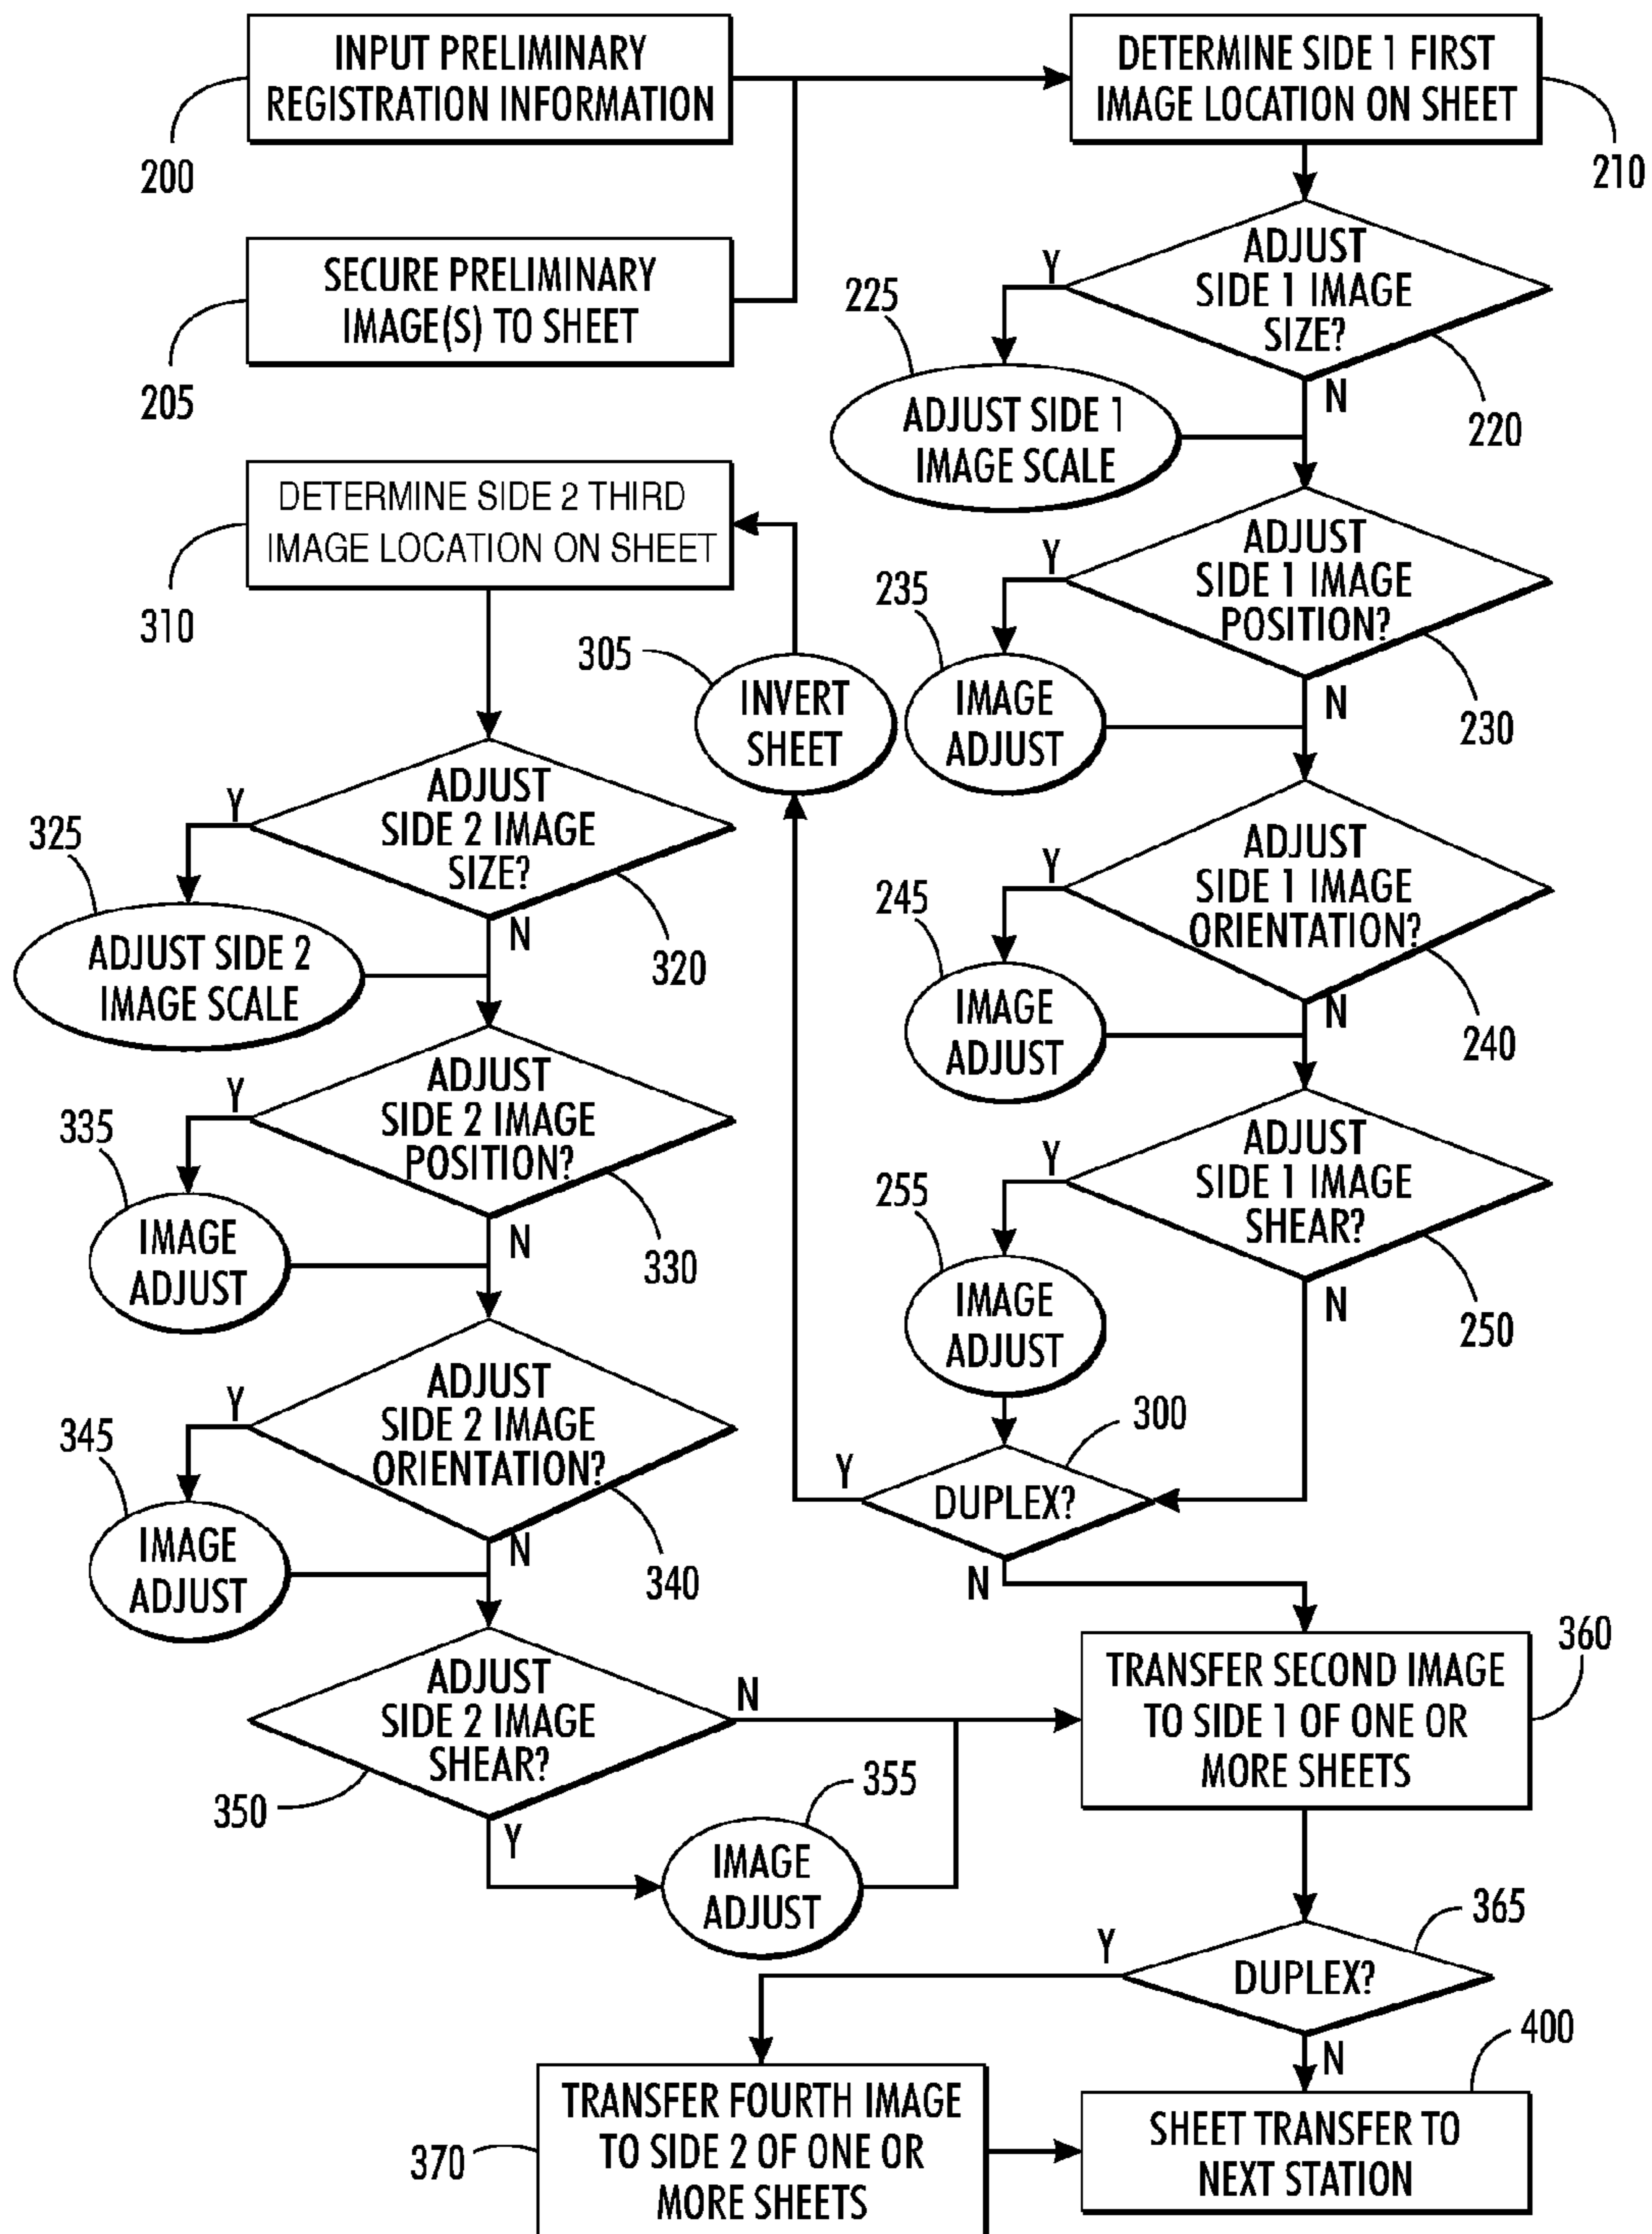 INPUT PRELIMINARY
REGISTRATION INFORMATION
200
DETERMINE SIDE 1 FIRST
IMAGE LOCATION ON SHEET
210
SECURE PRELIMINARY
IMAGE(S) TO SHEET
205
ADJUST
SIDE 1 IMAGE
SIZE?
Y
N
220
225
ADJUST SIDE 1
IMAGE SCALE
ADJUST
SIDE 1 IMAGE
POSITION?
Y
N
230
235
IMAGE
ADJUST
ADJUST
SIDE 1 IMAGE
ORIENTATION?
Y
N
240
245
IMAGE
ADJUST
ADJUST
SIDE 1 IMAGE
SHEAR?
Y
N
250
255
IMAGE
ADJUST
300
DUPLEX?
Y
N
305
INVERT
SHEET
DETERMINE SIDE 2 THIRD
IMAGE LOCATION ON SHEET
310
ADJUST
SIDE 2 IMAGE
SIZE?
Y
N
320
325
ADJUST SIDE 2
IMAGE SCALE
ADJUST
SIDE 2 IMAGE
POSITION?
Y
N
330
335
IMAGE
ADJUST
ADJUST
SIDE 2 IMAGE
ORIENTATION?
Y
N
340
345
IMAGE
ADJUST
ADJUST
SIDE 2 IMAGE
SHEAR?
N
Y
350
355
IMAGE
ADJUST
360
TRANSFER SECOND IMAGE
TO SIDE 1 OF ONE OR
MORE SHEETS
365
DUPLEX?
Y
N
370
TRANSFER FOURTH IMAGE
TO SIDE 2 OF ONE OR
MORE SHEETS
400
SHEET TRANSFER TO
NEXT STATION